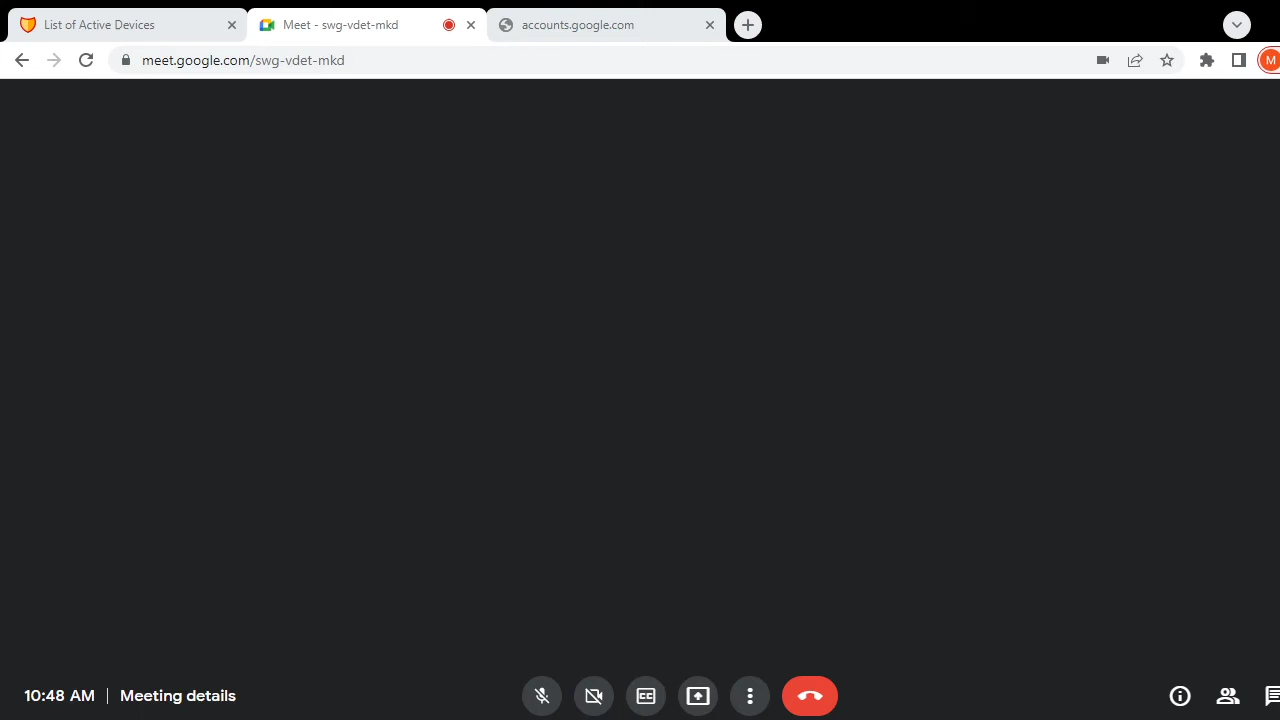 List of Active Devices
Meet - swg-vdet-mkd
accounts.google.com
meet.google.com/swg-vdet-mkd
M
10:48 AM | Meeting details
CC